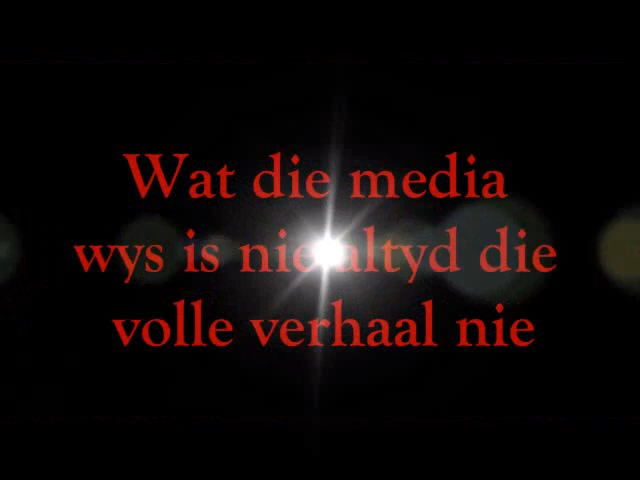 Wat die media
wys is nie altyd die
volle verhaal nie